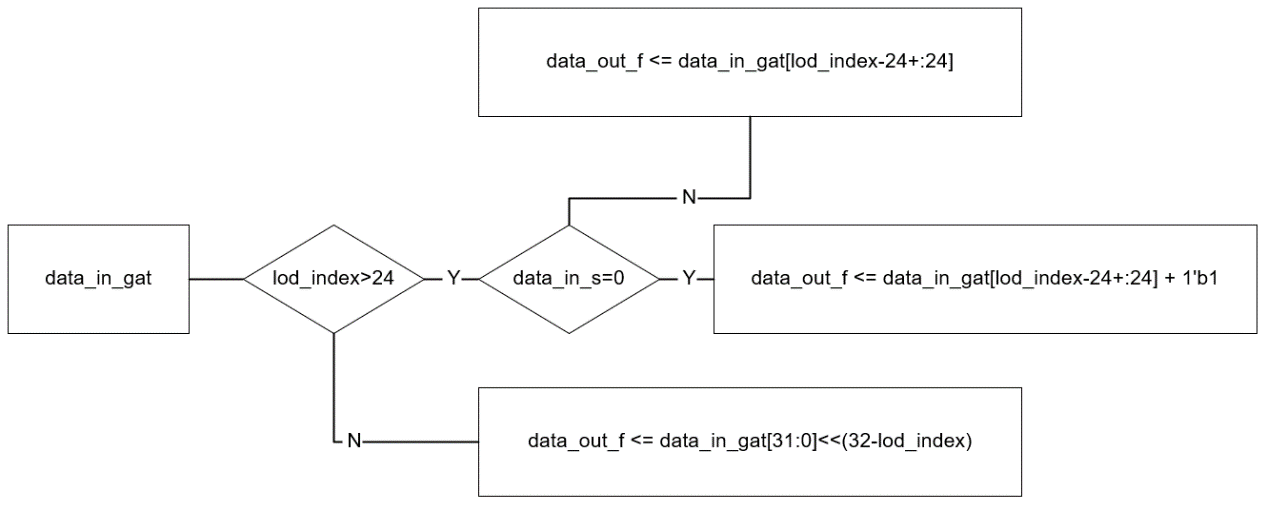 data_out_f <= data_in_gat[lod_index-24+:24]
N
data_in_gat
lod_index>24
Y
data_in_s=0
Y
data_out_f <= data_in_gat[lod_index-24+:24] + 1'b1
N
data_out_f <= data_in_gat[31:0]<<(32-lod_index)